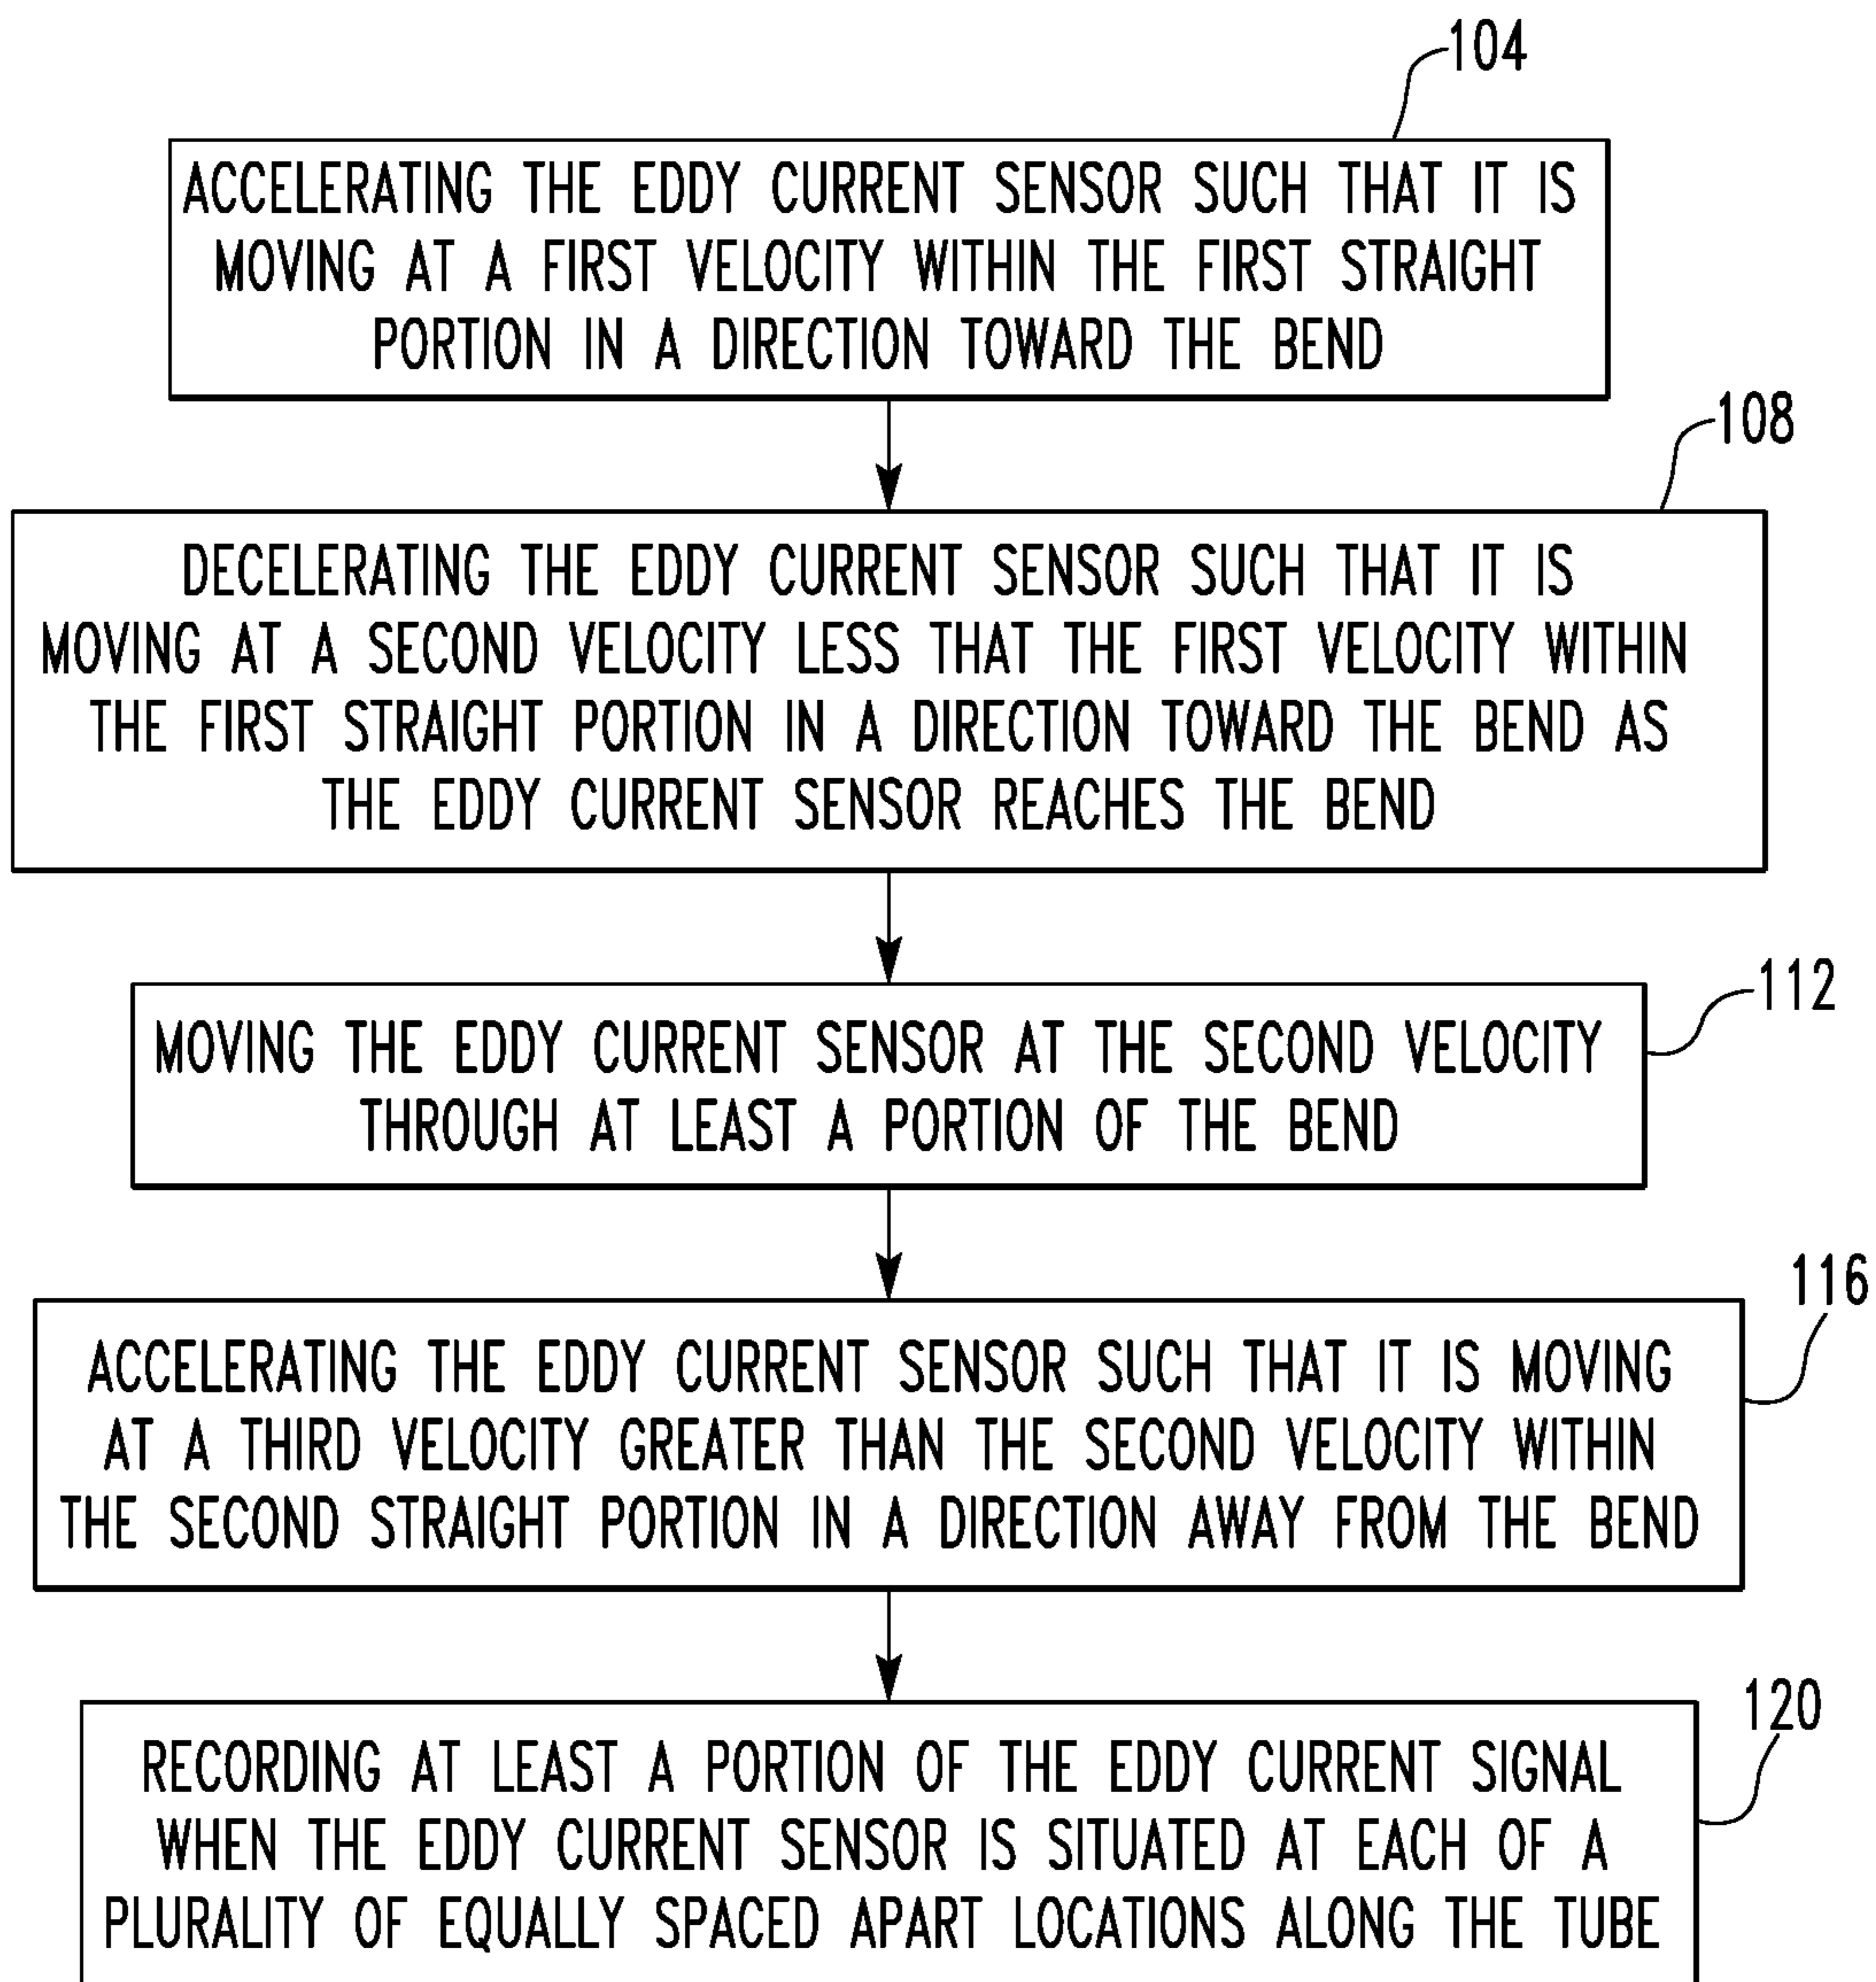 104
ACCELERATING THE EDDY CURRENT SENSOR SUCH THAT IT IS
MOVING AT A FIRST VELOCITY WITHIN THE FIRST STRAIGHT
PORTION IN A DIRECTION TOWARD THE BEND
108
DECELERATING THE EDDY CURRENT SENSOR SUCH THAT IT IS
MOVING AT A SECOND VELOCITY LESS THAT THE FIRST VELOCITY WITHIN
THE FIRST STRAIGHT PORTION IN A DIRECTION TOWARD THE BEND AS
THE EDDY CURRENT SENSOR REACHES THE BEND
112
MOVING THE EDDY CURRENT SENSOR AT THE SECOND VELOCITY
THROUGH AT LEAST A PORTION OF THE BEND
116
ACCELERATING THE EDDY CURRENT SENSOR SUCH THAT IT IS MOVING
AT A THIRD VELOCITY GREATER THAN THE SECOND VELOCITY WITHIN
THE SECOND STRAIGHT PORTION IN A DIRECTION AWAY FROM THE BEND
120
RECORDING AT LEAST A PORTION OF THE EDDY CURRENT SIGNAL
WHEN THE EDDY CURRENT SENSOR IS SITUATED AT EACH OF A
PLURALITY OF EQUALLY SPACED APART LOCATIONS ALONG THE TUBE